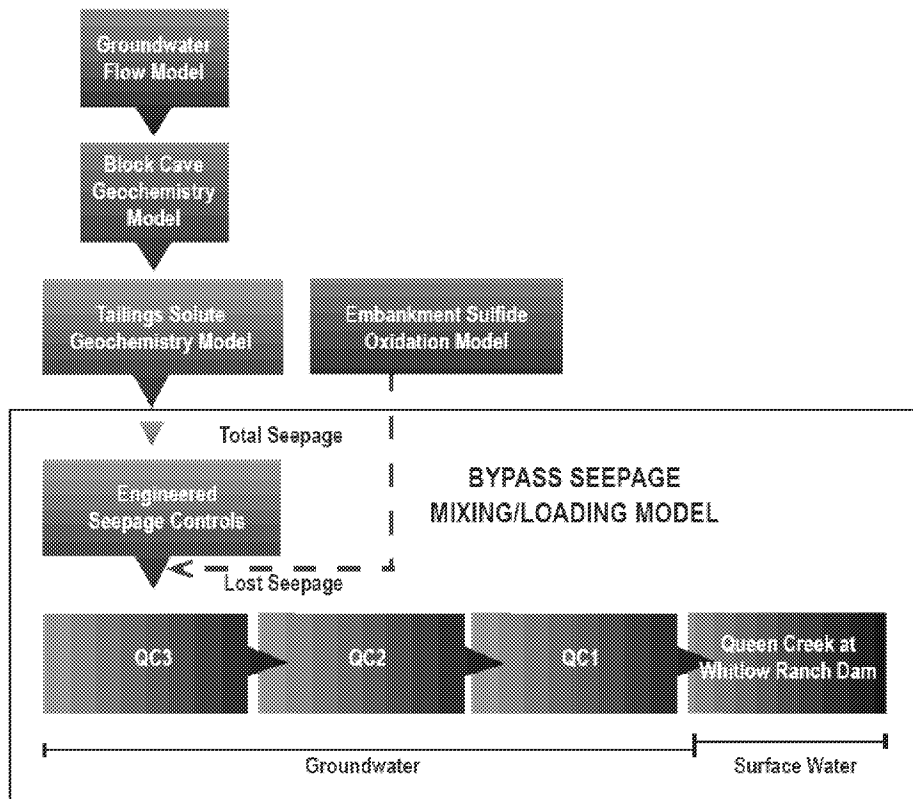 Groundwater
Flow Model
Block Cave
Geochemistry
Model
Tailings Solute
Geochemistry Model
Embankment Sulfide
Oxidation Model
Total Seepage
Engineered
Seepage Controls
BYPASS SEEPAGE
MIXING/LOADING MODEL
Lost Seepage
QC3
QC2
QC1
Queen Creek at
Whitlow Ranch Dam
Groundwater
Surface Water